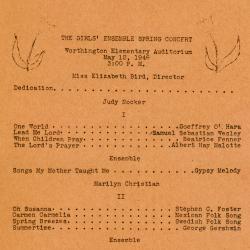 THE GIRLS' ENSEMBLE SPRING CONCERT
Worthington Elementary Auditorium
May 12, 1946
3:00 P. M.
Miss Elizabeth Bird, Director
Dedication.
Judy Nocker
I
One World Geoffrey O' Hara
Lead Me Lord Samuel Sebastian Wesley
When Children Pray Beatrice Fenner
The Lord's Prayer Albert Hay Malotte
Ensemble
Songs My Mother Taught Me Gypsy Melody
Marilyn Christian
II
Oh Susanna Stephen C. Foster
Carmen Carmelia Mexican Folk Song
Spring Breezes Swedish Folk Song
Summertime George Gershwin
Ensemble